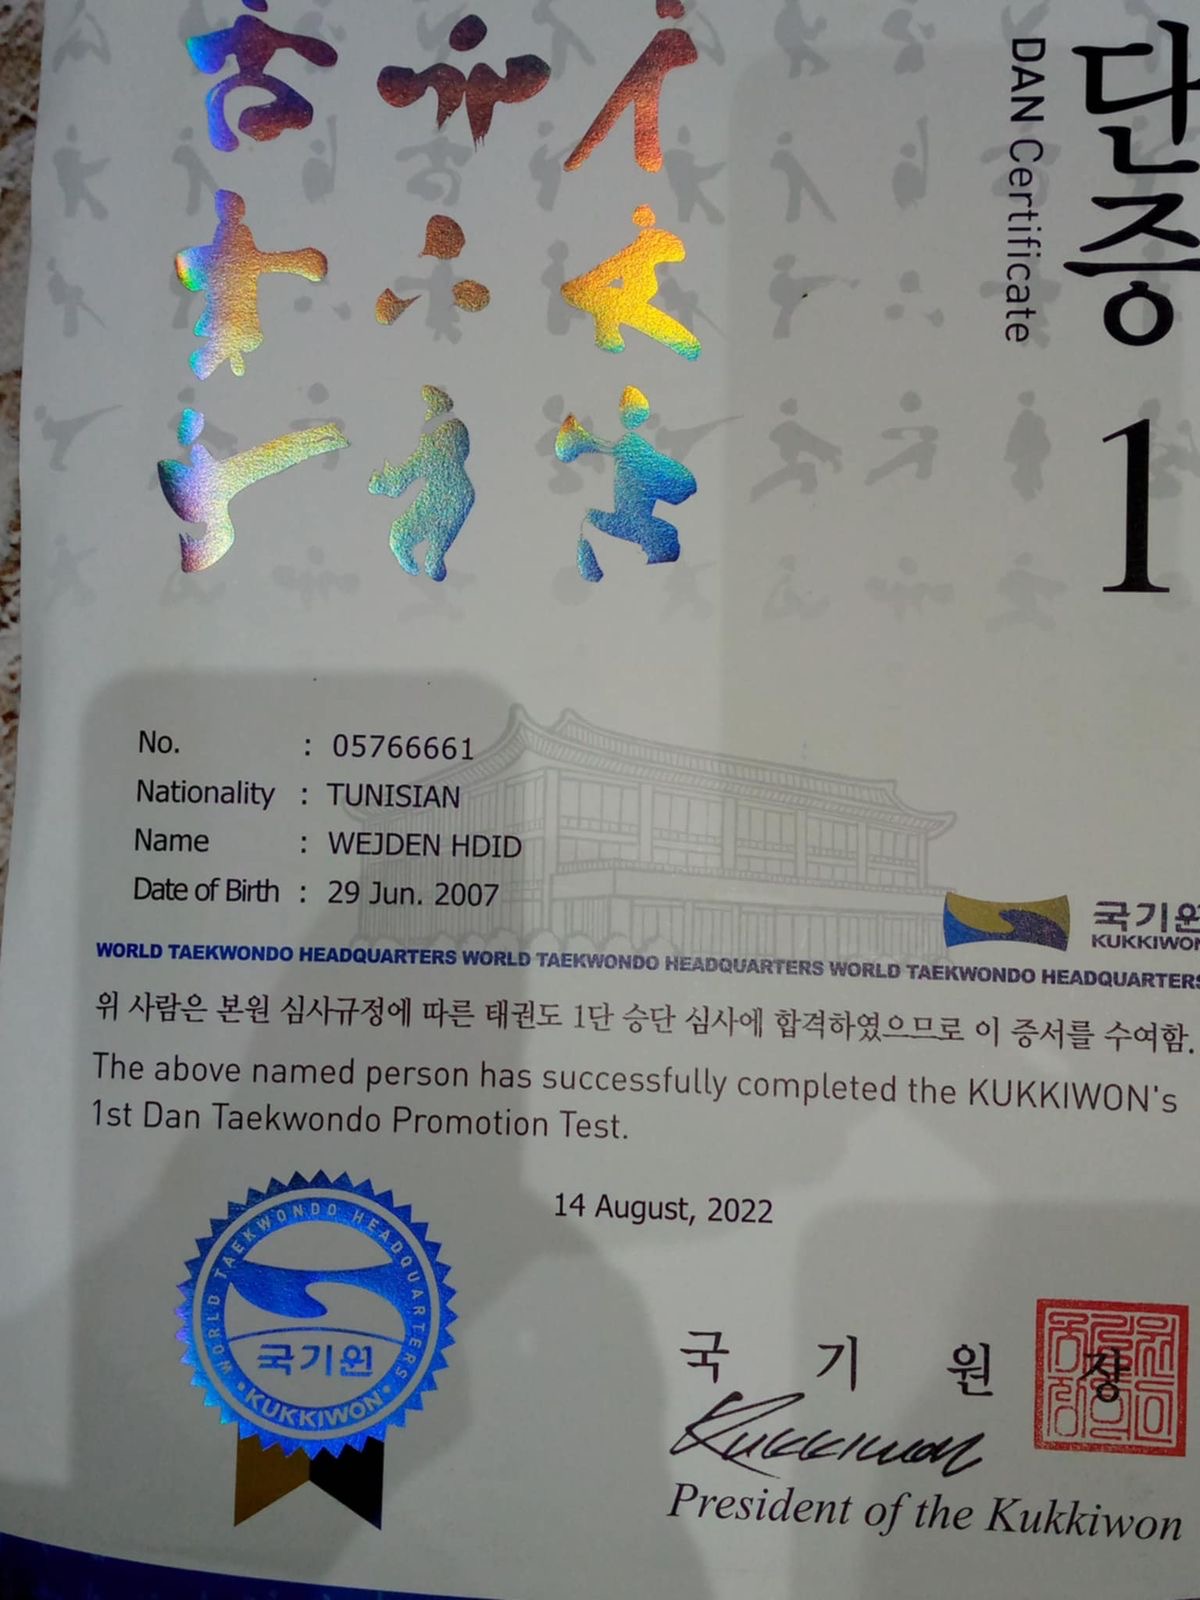 단증
DAN Certificate
1
No. : 05766661
Nationality : TUNISIAN
Name : WEJDEN HDID
Date of Birth : 29 Jun. 2007
국기원
KUKKIWON
WORLD TAEKWONDO HEADQUARTERS WORLD TAEKWONDO HEADQUARTERS WORLD TAEKWONDO HEADQUARTERS
위 사람은 본원 심사규정에 따른 태권도 1단 승단 심사에 합격하였으므로 이 증서를 수여함.
The above named person has successfully completed the KUKKIWON's
1st Dan Taekwondo Promotion Test.
14 August, 2022
WORLD TAEKWONDO HEADQUARTERS
국기원
KUKKIWON
국 기 원 장
Kukkiwon
President of the Kukkiwon